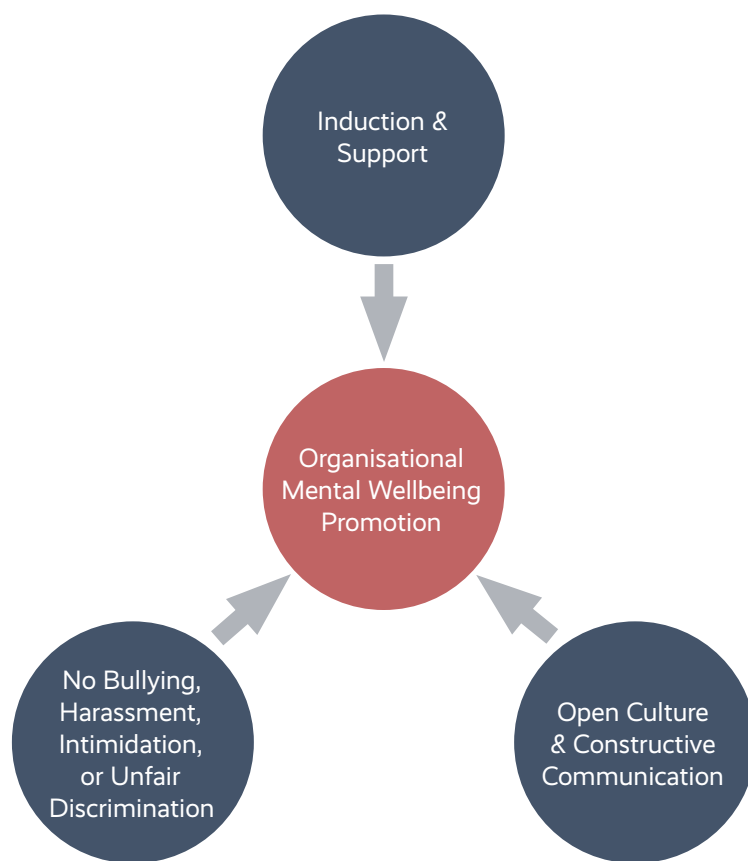 Induction &
Support
Organisational
Mental Wellbeing
Promotion
No Bullying,
Harassment,
Intimidation,
or Unfair
Discrimination
Open Culture
& Constructive
Communication